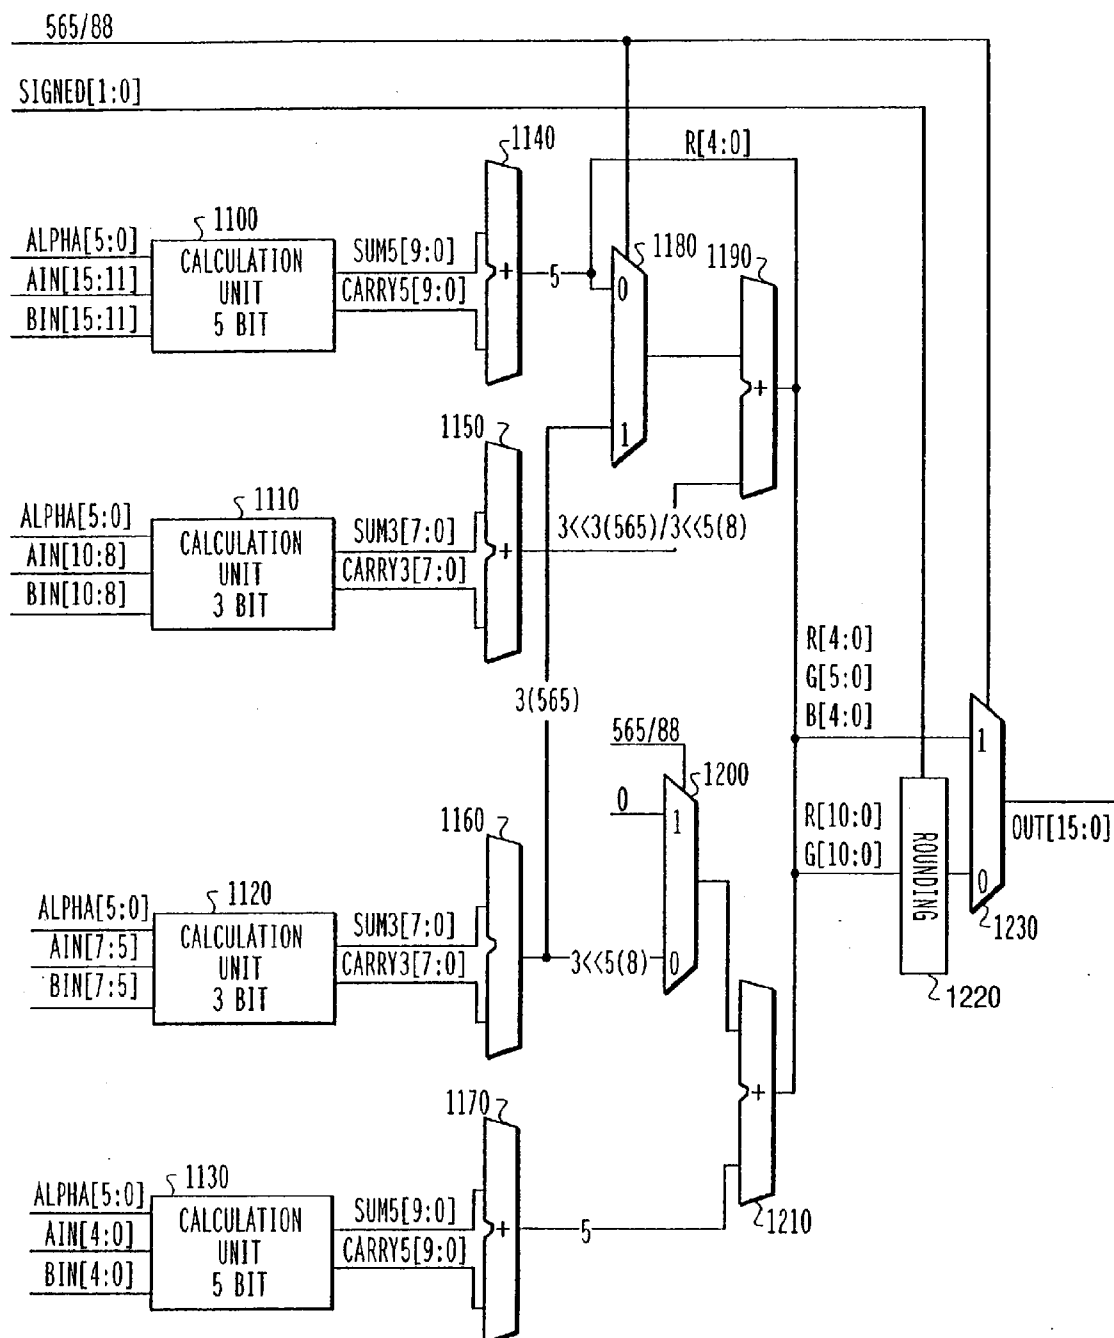 565/88
SIGNED[1:0]
1140
R[4:0]
1100
ALPHA[5:0]
AIN[15:11]
BIN[15:11]
CALCULATION
UNIT
5 BIT
SUM5[9:0]
CARRY5[9:0]
+
5
1180
0
1
1190
+
1150
1110
ALPHA[5:0]
AIN[10:8]
BIN[10:8]
CALCULATION
UNIT
3 BIT
SUM3[7:0]
CARRY3[7:0]
+
3<<3(565)/3<<5(8)
3(565)
R[4:0]
G[5:0]
B[4:0]
565/88
1200
0
1
0
1160
1120
ALPHA[5:0]
AIN[7:5]
BIN[7:5]
CALCULATION
UNIT
3 BIT
SUM3[7:0]
CARRY3[7:0]
3<<5(8)
R[10:0]
G[10:0]
ROUNDING
1220
1
0
1230
OUT[15:0]
1170
1130
ALPHA[5:0]
AIN[4:0]
BIN[4:0]
CALCULATION
UNIT
5 BIT
SUM5[9:0]
CARRY5[9:0]
+
5
+
1210